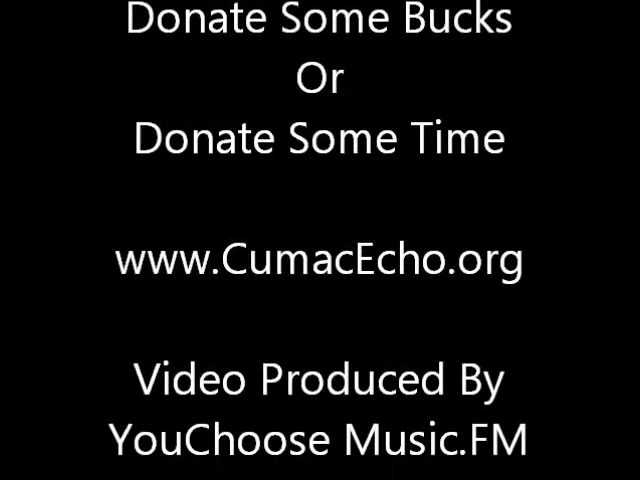 Donate Some Bucks
Or
Donate Some Time
www.CumacEcho.org
Video Produced By
YouChoose Music.FM